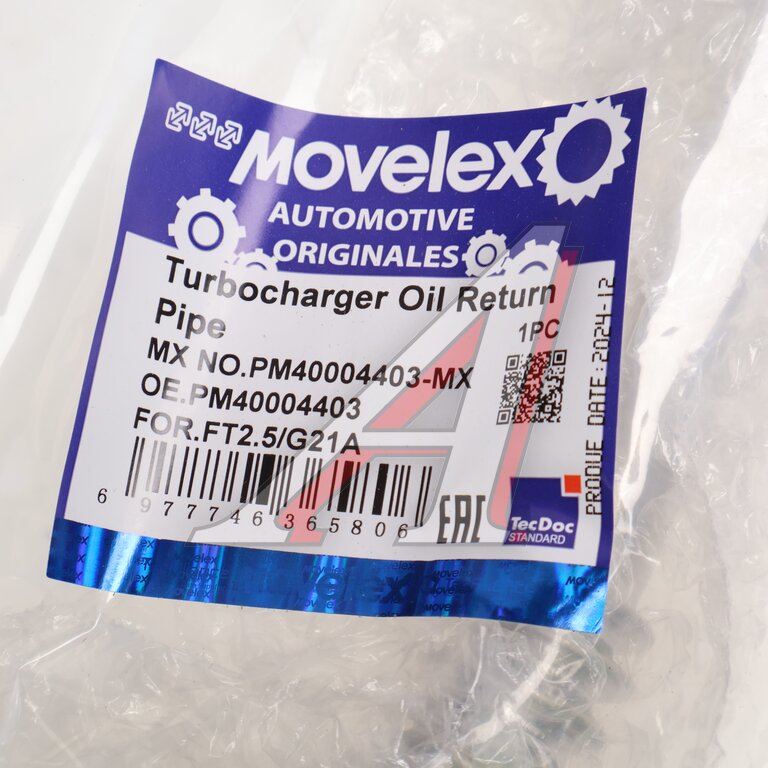 MOVELEX
AUTOMOTIVE
ORIGINALES
Turbocharger Oil Return
Pipe
1PC
MX NO.PM40004403-MX
OE.PM40004403
FOR.FT2.5/G21A
6 977746 365806
EAC
TecDoc
STANDARD
PRODUE DATE:2024-12
Movelex